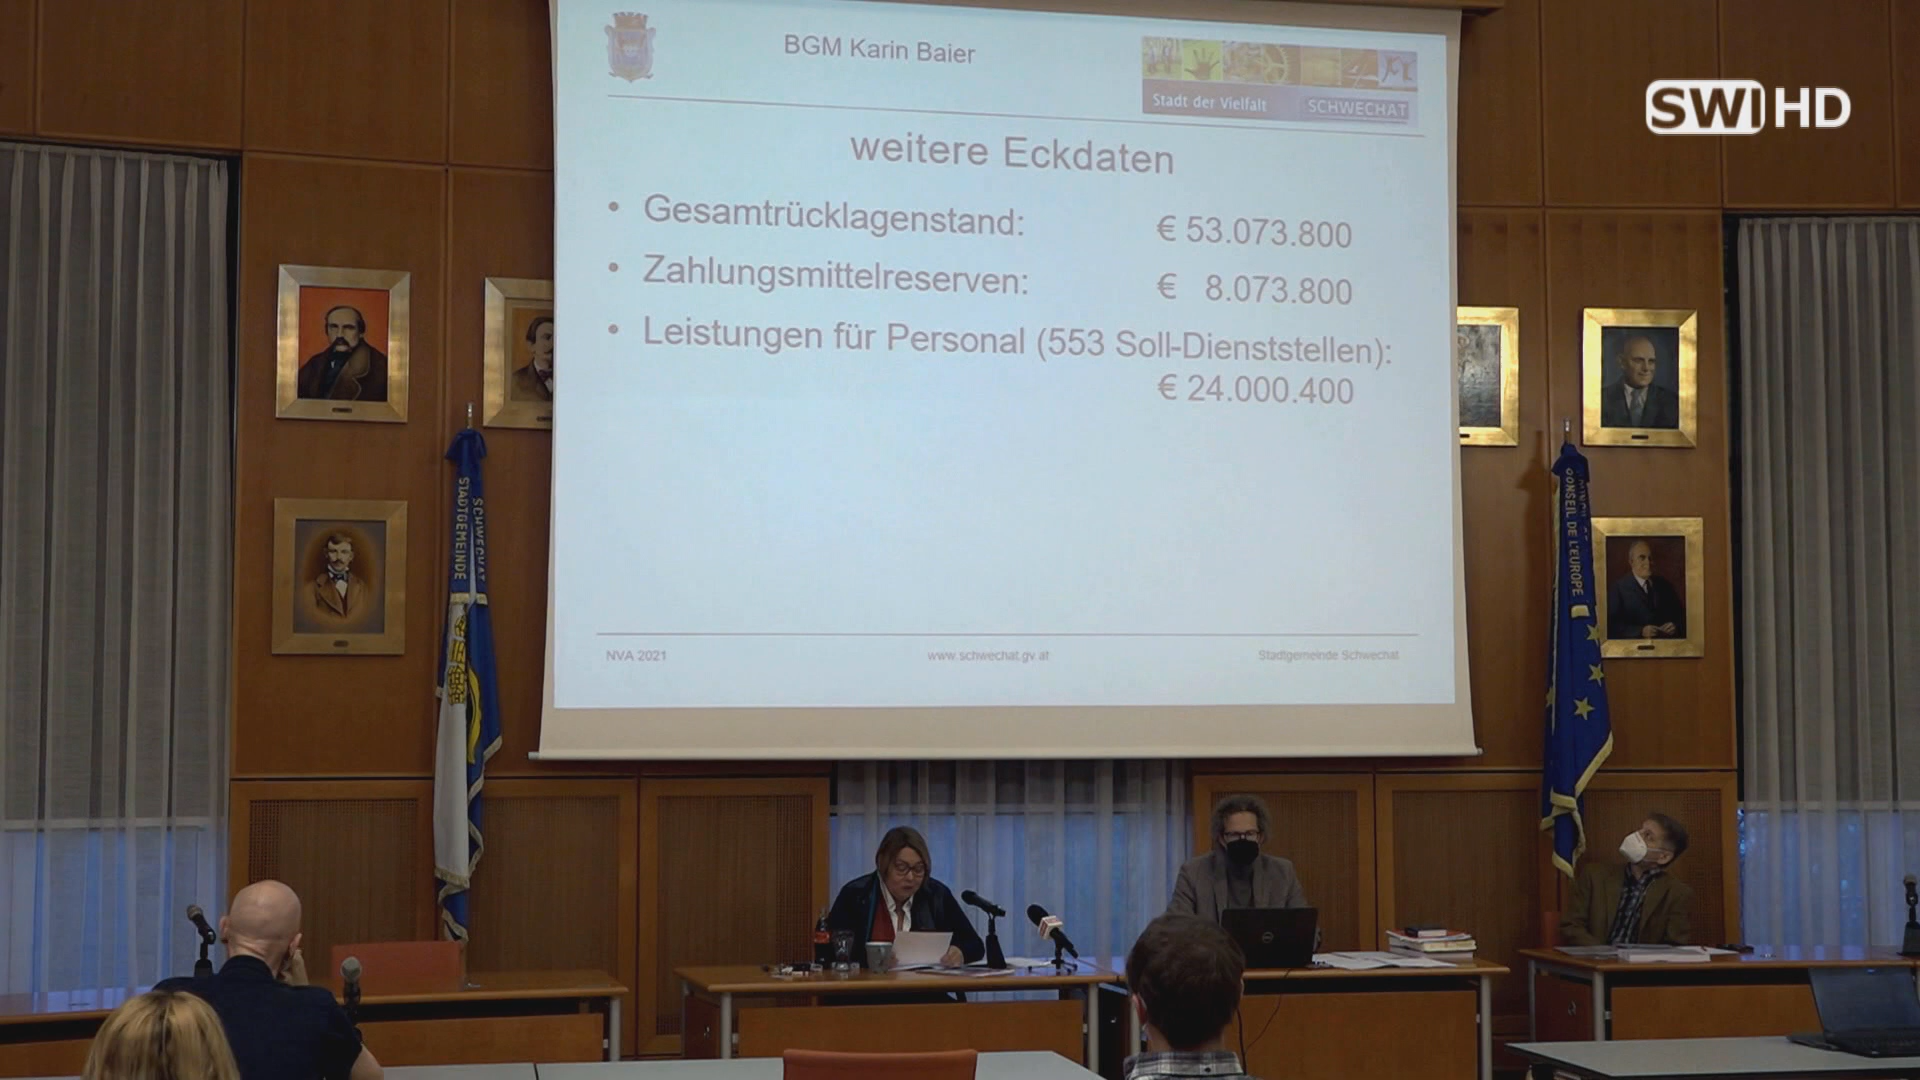 BGM Karin Baier
Stadt der Vielfalt SCHWECHAT
SWI HD
weitere Eckdaten
• Gesamtrücklagenstand: € 53.073.800
• Zahlungsmittelreserven: € 8.073.800
• Leistungen für Personal (553 Soll-Dienststellen):
€ 24.000.400
NVA 2021 www.schwechat.gv.at Stadtgemeinde Schwechat
STADTGEMEINDE
SCHWECHAT
CONSEIL DE L'EUROPE
DELL